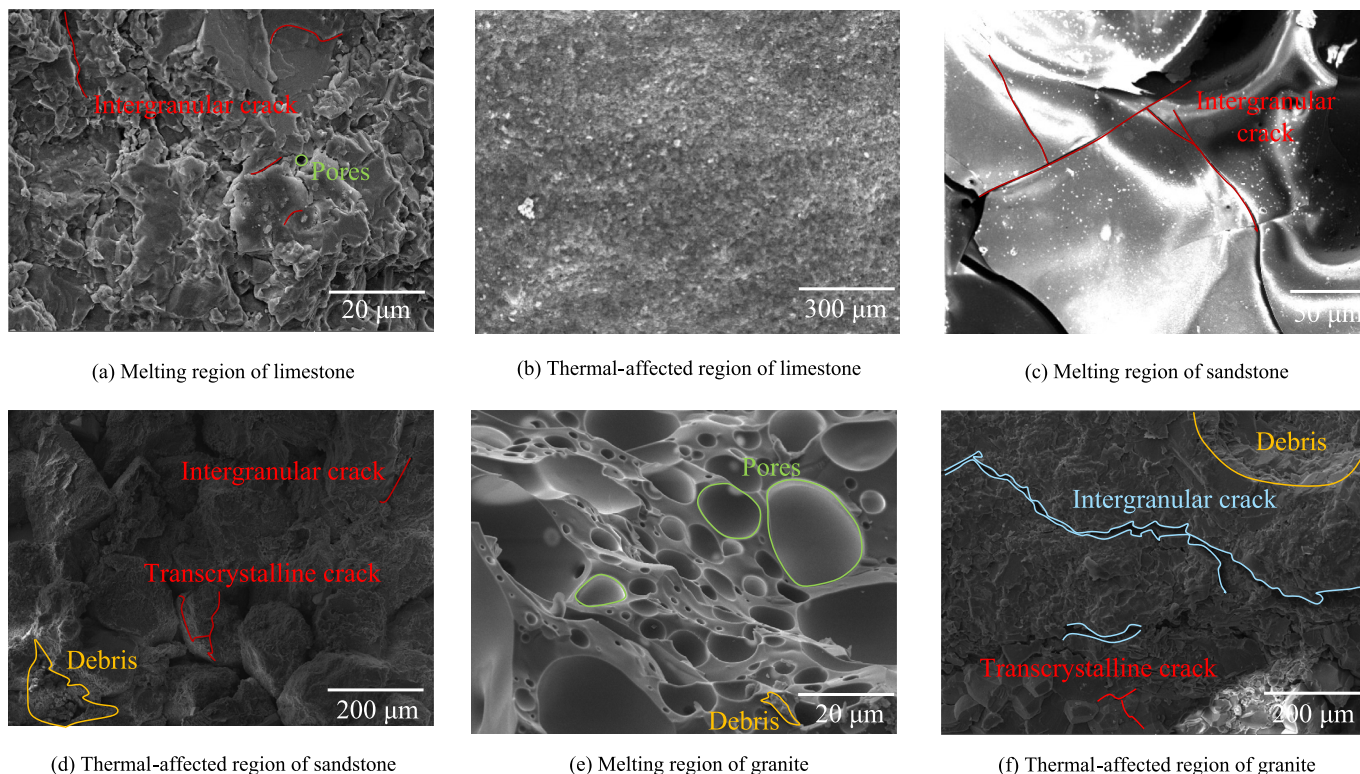 Intergranular crack
Pores
20 μm
(a) Melting region of limestone
300 μm
(b) Thermal-affected region of limestone
Intergranular
crack
50 μm
(c) Melting region of sandstone
Intergranular crack
Transcrystalline crack
Debris
200 μm
(d) Thermal-affected region of sandstone
Pores
20 μm
Debris
(e) Melting region of granite
Debris
Intergranular crack
Transcrystalline crack
200 μm
(f) Thermal-affected region of granite